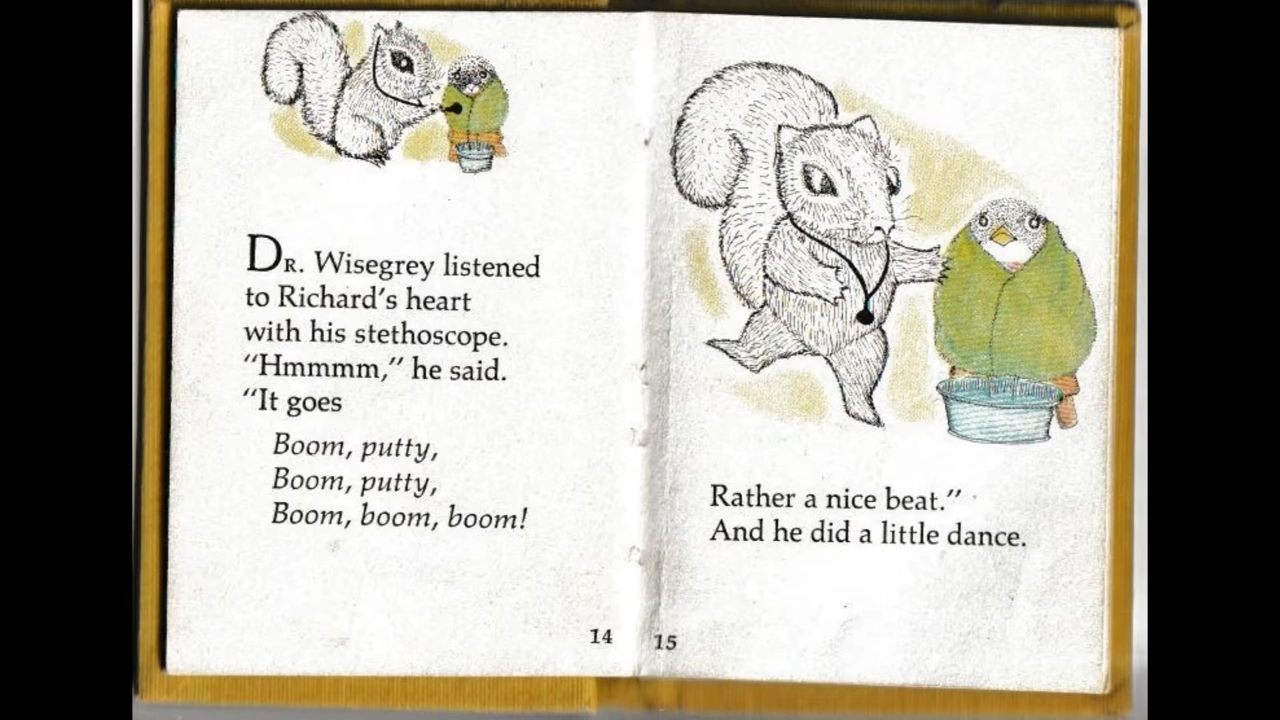 DR. Wisegrey listened
to Richard's heart
with his stethoscope.
"Hmmmm," he said.
"It goes
Boom, putty,
Boom, putty,
Boom, boom, boom!
14
Rather a nice beat."
And he did a little dance.
15